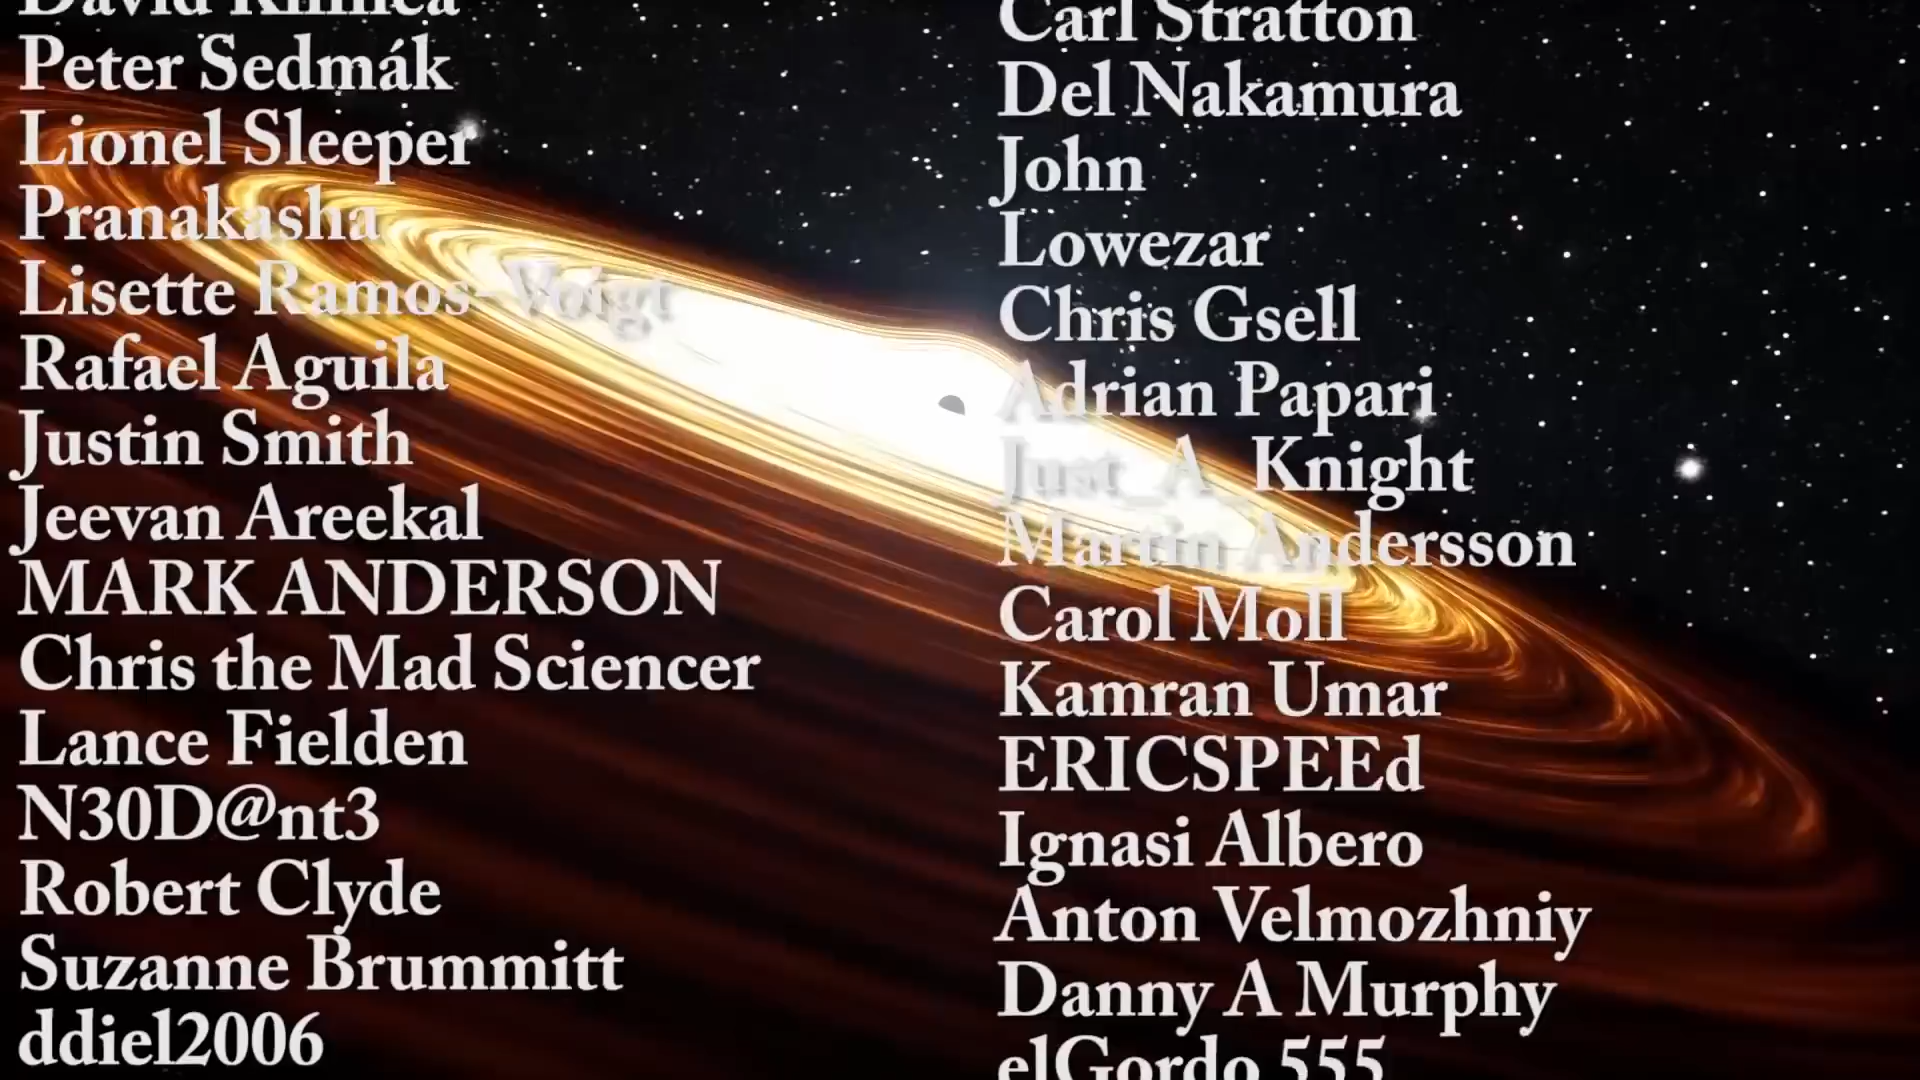 David
Peter Sedmák
Lionel Sleeper
Pranakasha
Lisette Ramos-Voigt
Rafael Aguila
Justin Smith
Jeevan Areekal
MARK ANDERSON
Chris the Mad Sciencer
Lance Fielden
N30D@nt3
Robert Clyde
Suzanne Brummitt
ddiel2006
Carl Stratton
Del Nakamura
John
Lowezar
Chris Gsell
Adrian Papari
Just_A_Knight
Martin Andersson
Carol Moll
Kamran Umar
ERICSPEEd
Ignasi Albero
Anton Velmozhniy
Danny A Murphy
elGordo 555